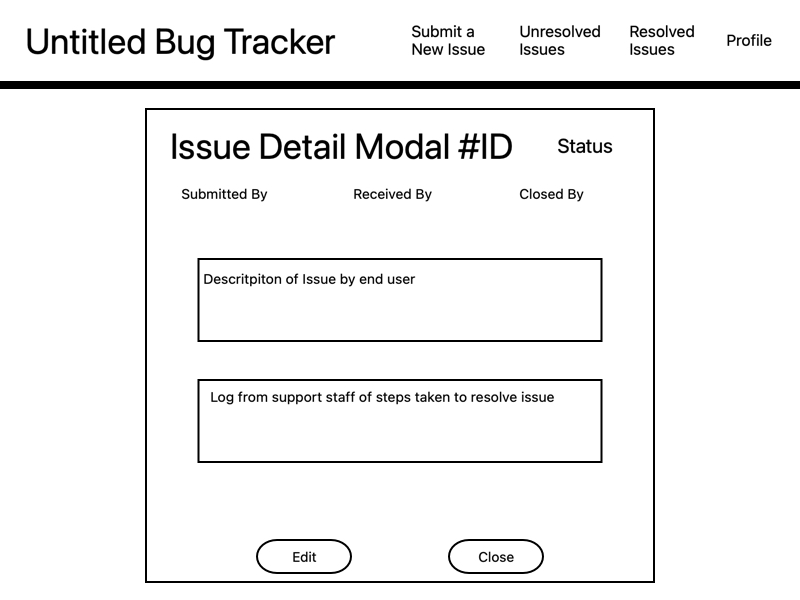 Untitled Bug Tracker
Submit a
New Issue
Unresolved
Issues
Resolved
Issues
Profile
Issue Detail Modal #ID
Status
Submitted By
Received By
Closed By
Descritpiton of Issue by end user
Log from support staff of steps taken to resolve issue
Edit
Close